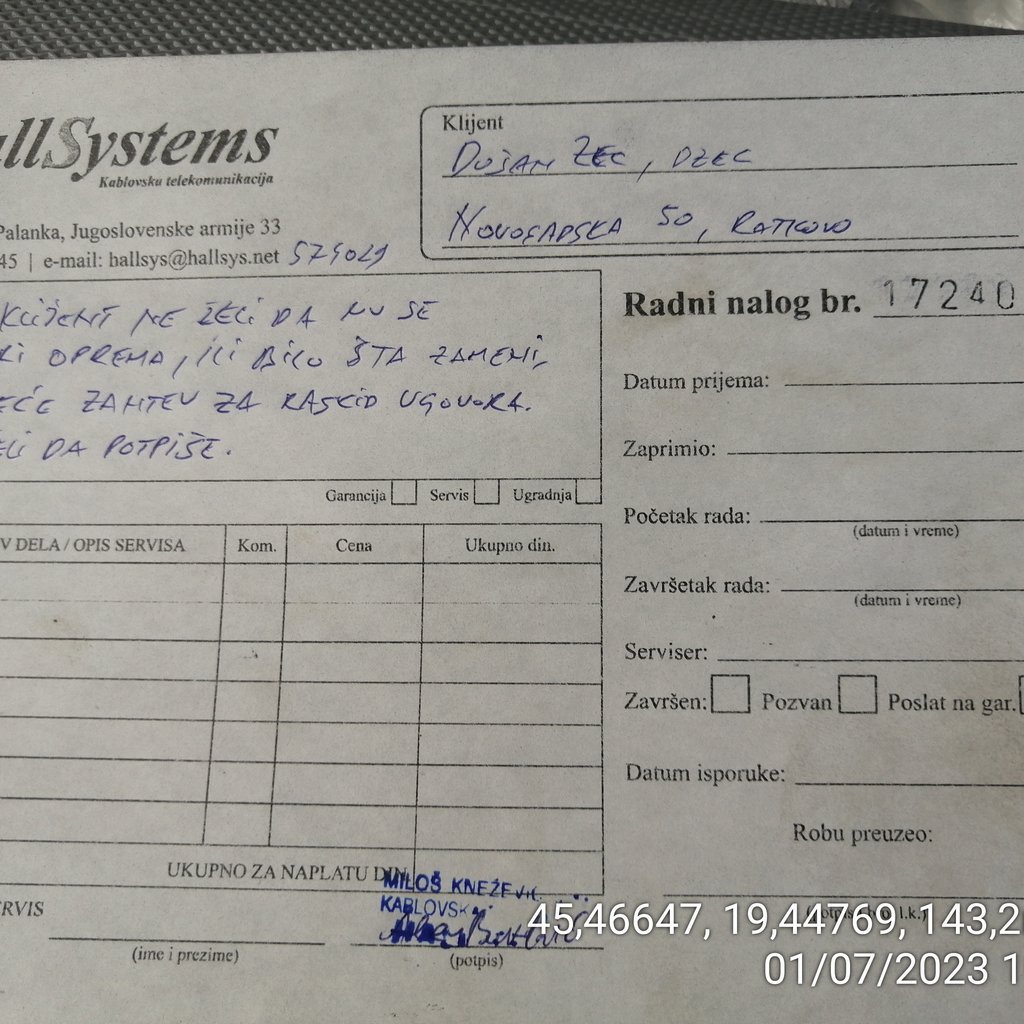 allSystems
Kablovsku telekomunikacija
Palanka, Jugoslovenske armije 33
45 | e-mail: hallsys@hallsys.net 574029
Klijent
DUŠAN ZEC, DZEC
NOVOGRADSKA 50, RATKOVO
KLIJENT NE ŽELI DA MU SE
KI OPREMA, ILI BILO ŠTA ZAMENI,
EĆE ZAHTEV ZA RASKID UGOVORA.
ELI DA POTPIŠE.
Garancija Servis Ugradnja
Radni nalog br. 17240
Datum prijema:
Zaprimio:
Početak rada:
(datum i vreme)
Završetak rada:
(datum i vreme)
Serviser:
Završen: Pozvan Poslat na gar.
Datum isporuke:
Robu preuzeo:
V DELA / OPIS SERVISA Kom. Cena Ukupno din.
UKUPNO ZA NAPLATU DIN
MILOŠ KNEŽEVIĆ
KABLOVSK
ERVIS
(ime i prezime)
(potpis)
45,46647, 19,44769, 143,2
01/07/2023 1